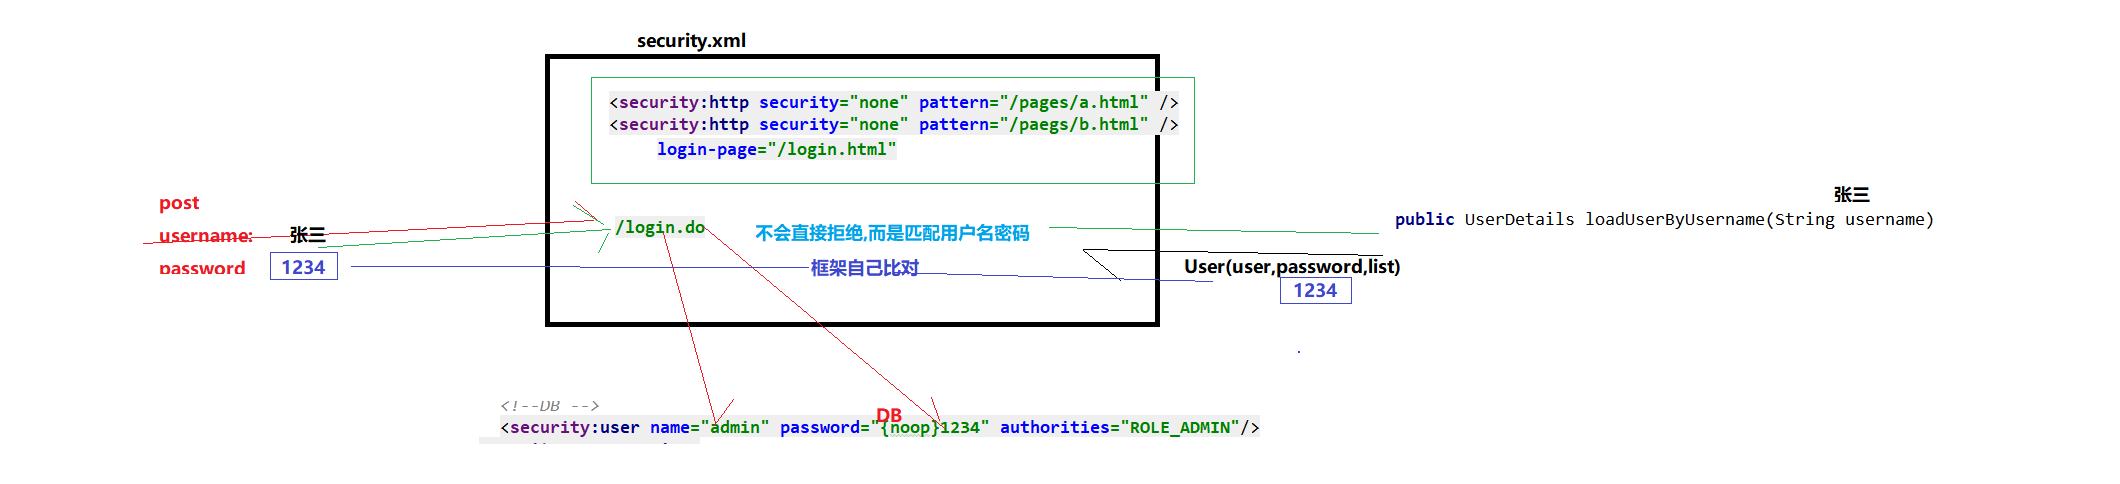 security.xml
<security:http security="none" pattern="/pages/a.html" />
<security:http security="none" pattern="/paegs/b.html" />
login-page="/login.html"
post
username: 张三
password 1234
/login.do
不会直接拒绝,而是匹配用户名密码
框架自己比对
张三
public UserDetails loadUserByUsername(String username)
User(user,password,list)
1234
<!--DB -->
DB
<security:user name="admin" password="{noop}1234" authorities="ROLE_ADMIN"/>